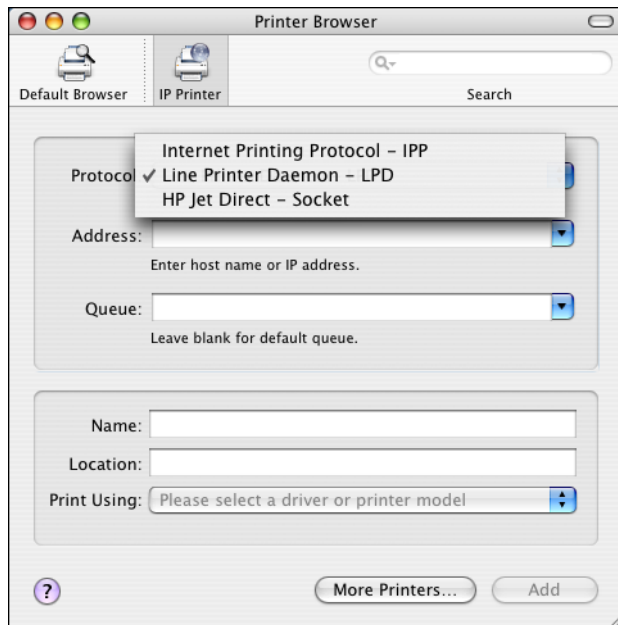 Printer Browser
Default Browser
IP Printer
Search
Protocol
Internet Printing Protocol – IPP
✓ Line Printer Daemon – LPD
HP Jet Direct – Socket
Address:
Enter host name or IP address.
Queue:
Leave blank for default queue.
Name:
Location:
Print Using: Please select a driver or printer model
? More Printers... Add